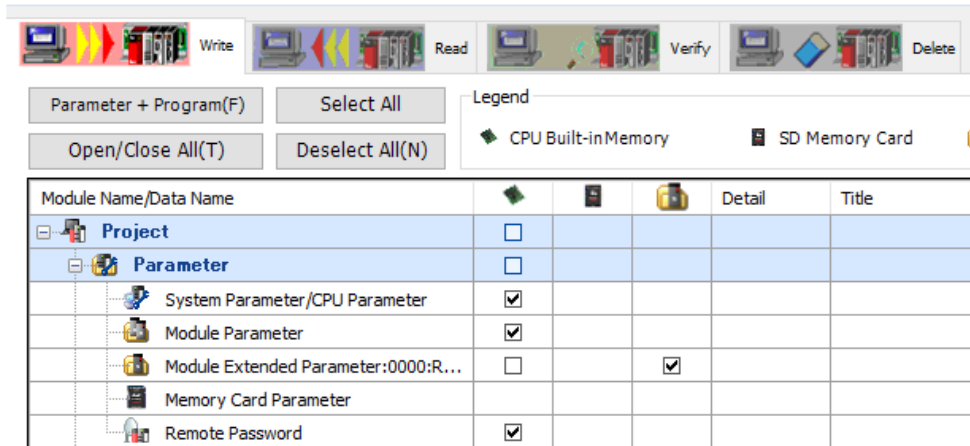 Write Read Verify Delete
Parameter + Program(F) Select All Legend
Open/Close All(T) Deselect All(N) CPU Built-inMemory SD Memory Card
Module Name/Data Name Detail Title
Project
Parameter
System Parameter/CPU Parameter
Module Parameter
Module Extended Parameter:0000:R...
Memory Card Parameter
Remote Password